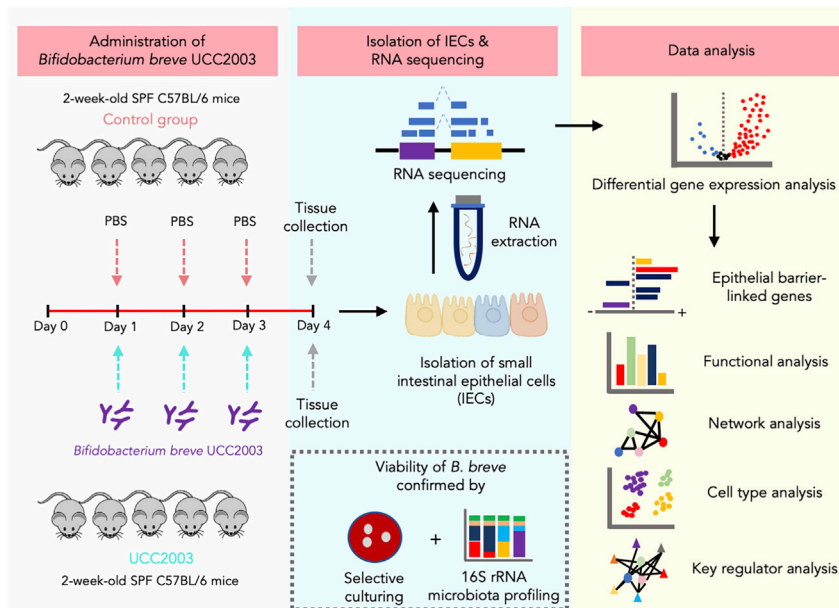 Administration of
Bifidobacterium breve UCC2003
2-week-old SPF C57BL/6 mice
Control group
PBS
PBS
PBS
Tissue
collection
Day 0
Day 1
Day 2
Day 3
Day 4
Bifidobacterium breve UCC2003
Tissue
collection
UCC2003
2-week-old SPF C57BL/6 mice
Isolation of IECs &
RNA sequencing
RNA sequencing
RNA
extraction
Isolation of small
intestinal epithelial cells
(IECs)
Viability of B. breve
confirmed by
Selective
culturing
+
16S rRNA
microbiota profiling
Data analysis
Differential gene expression analysis
- +
Epithelial barrier-
linked genes
Functional analysis
Network analysis
Cell type analysis
Key regulator analysis